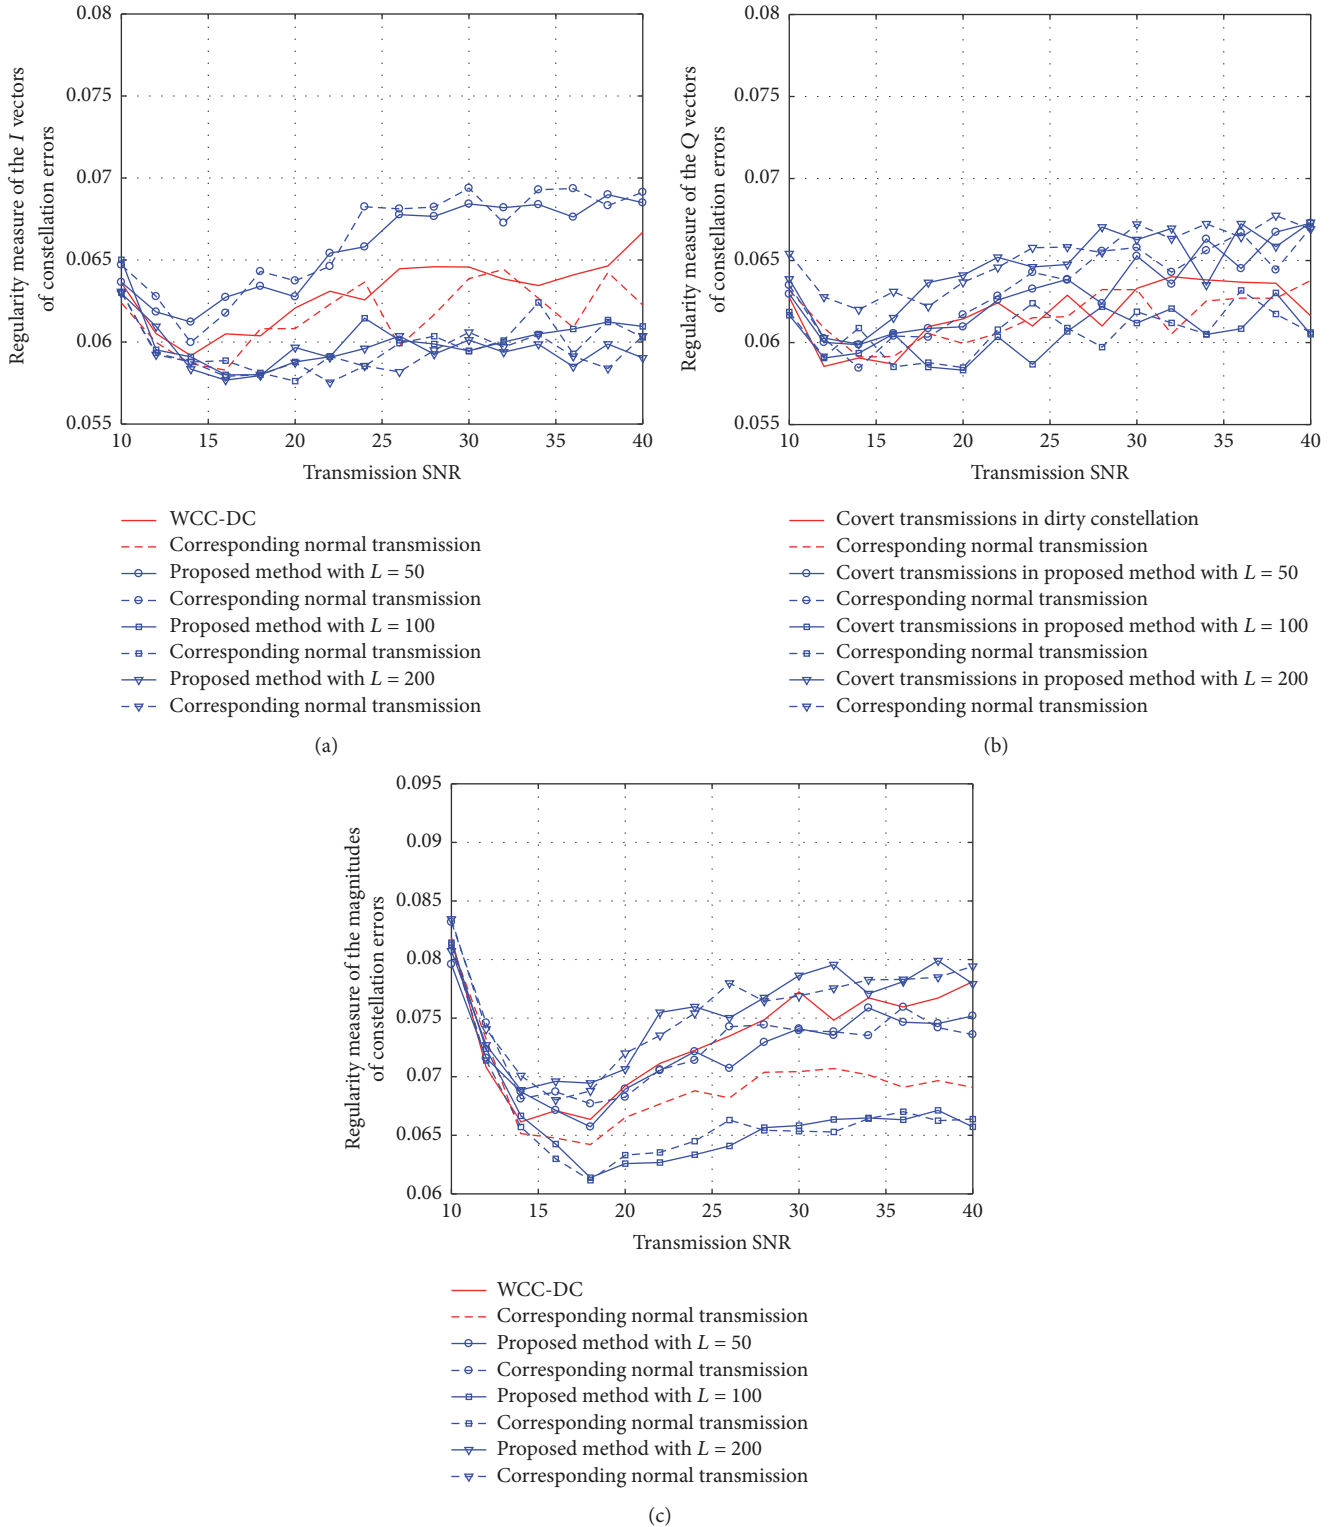 0.08
0.075
0.07
0.065
0.06
0.055
10 15 20 25 30 35 40
Regularity measure of the I vectors
of constellation errors
Transmission SNR
WCC-DC
Corresponding normal transmission
Proposed method with L = 50
Corresponding normal transmission
Proposed method with L = 100
Corresponding normal transmission
Proposed method with L = 200
Corresponding normal transmission
(a)
0.08
0.075
0.07
0.065
0.06
0.055
10 15 20 25 30 35 40
Regularity measure of the Q vectors
of constellation errors
Transmission SNR
Covert transmissions in dirty constellation
Corresponding normal transmission
Covert transmissions in proposed method with L = 50
Corresponding normal transmission
Covert transmissions in proposed method with L = 100
Corresponding normal transmission
Covert transmissions in proposed method with L = 200
Corresponding normal transmission
(b)
0.095
0.09
0.085
0.08
0.075
0.07
0.065
0.06
10 15 20 25 30 35 40
Regularity measure of the magnitudes
of constellation errors
Transmission SNR
WCC-DC
Corresponding normal transmission
Proposed method with L = 50
Corresponding normal transmission
Proposed method with L = 100
Corresponding normal transmission
Proposed method with L = 200
Corresponding normal transmission
(c)